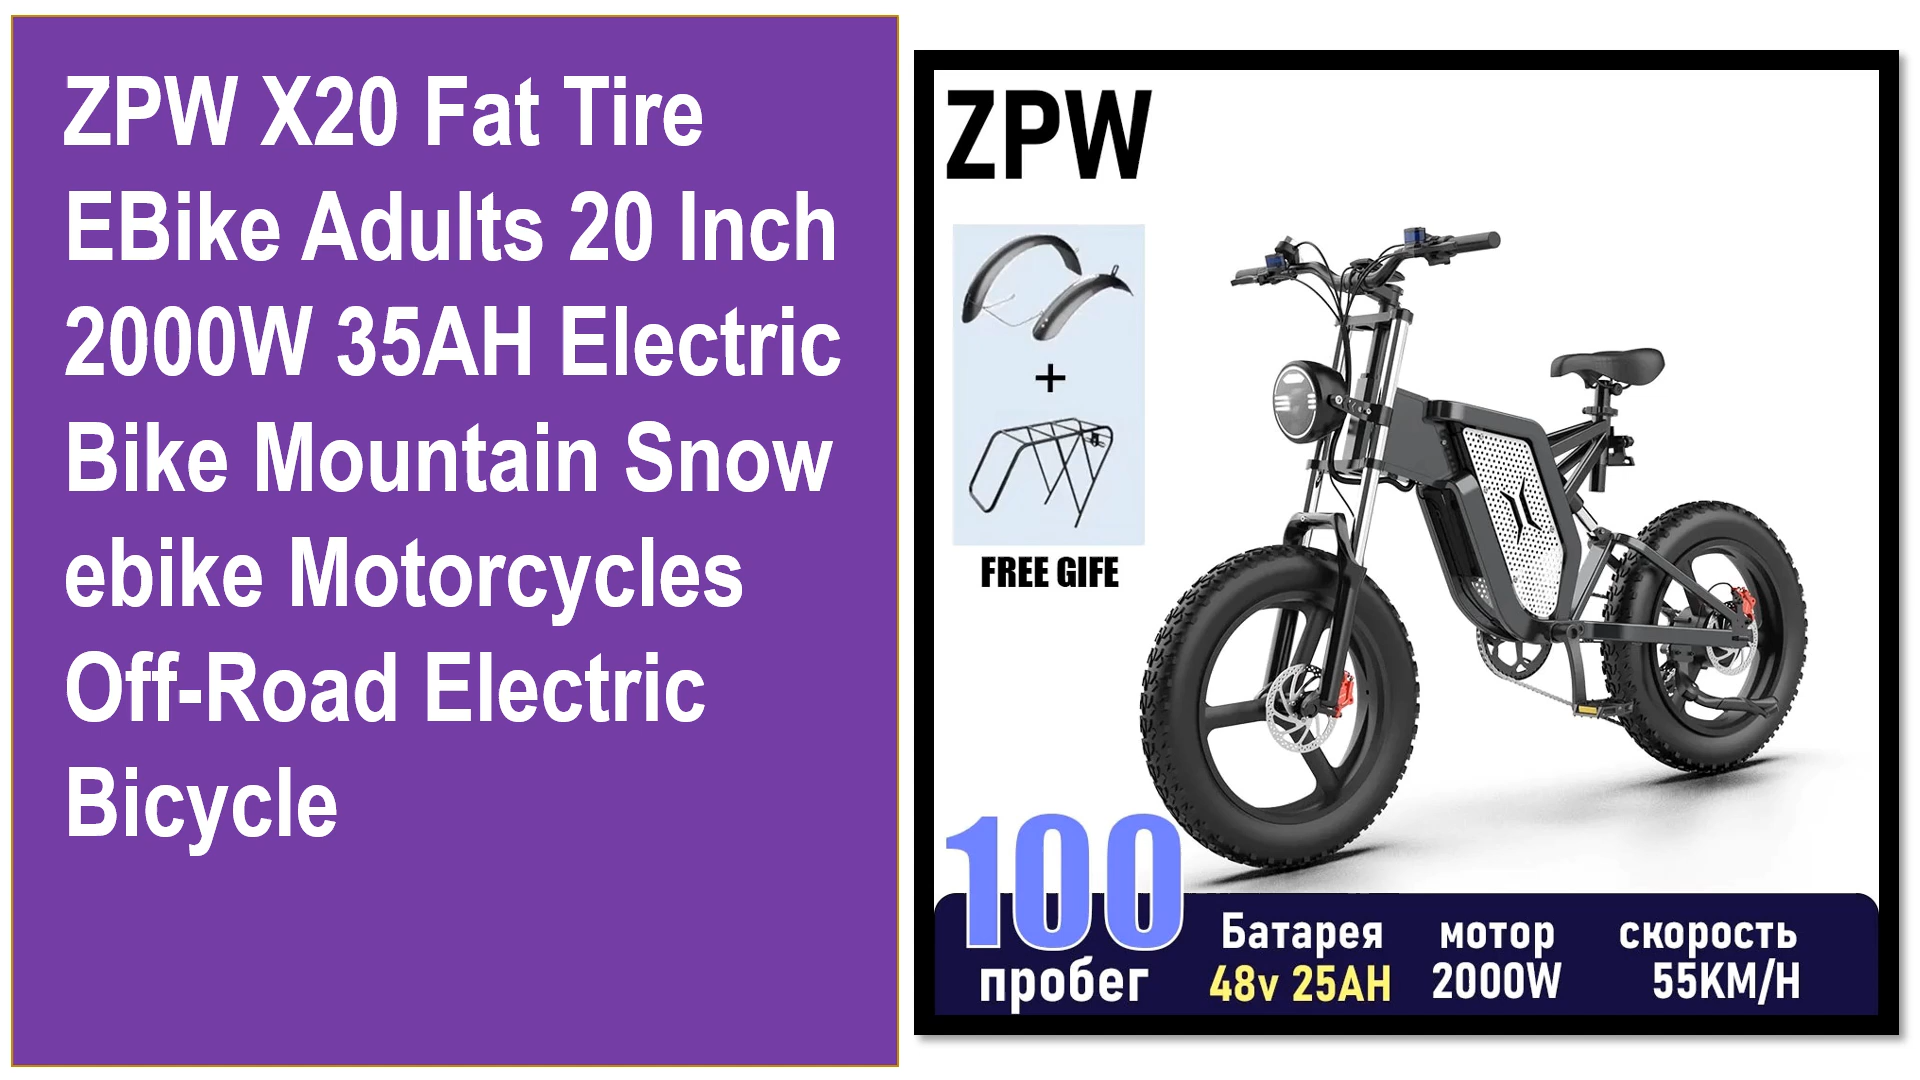 ZPW X20 Fat Tire
EBike Adults 20 Inch
2000W 35AH Electric
Bike Mountain Snow
ebike Motorcycles
Off-Road Electric
Bicycle
ZPW
+
FREE GIFE
100
пробег
Батарея
48v 25AH
мотор
2000W
скорость
55KM/H